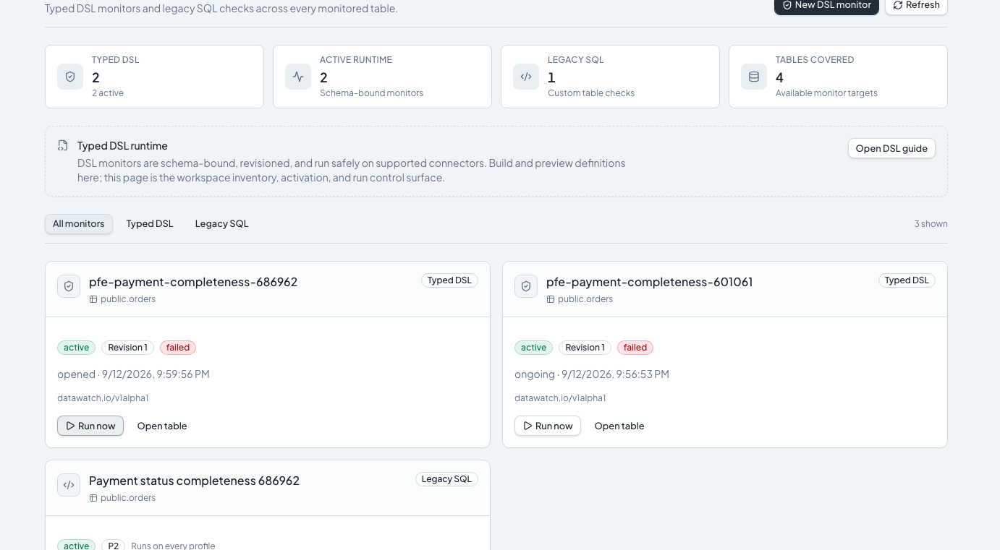 Typed DSL monitors and legacy SQL checks across every monitored table.
New DSL monitor
Refresh
TYPED DSL
2
2 active
ACTIVE RUNTIME
2
Schema-bound monitors
LEGACY SQL
1
Custom table checks
TABLES COVERED
4
Available monitor targets
Typed DSL runtime
DSL monitors are schema-bound, revisioned, and run safely on supported connectors. Build and preview definitions
here; this page is the workspace inventory, activation, and run control surface.
Open DSL guide
All monitors
Typed DSL
Legacy SQL
3 shown
pfe-payment-completeness-686962
Typed DSL
public.orders
active
Revision 1
failed
opened · 9/12/2026, 9:59:56 PM
datawatch.io/v1alpha1
Run now
Open table
pfe-payment-completeness-601061
Typed DSL
public.orders
active
Revision 1
failed
ongoing · 9/12/2026, 9:56:53 PM
datawatch.io/v1alpha1
Run now
Open table
Payment status completeness 686962
Legacy SQL
public.orders
active
P2
Runs on every profile